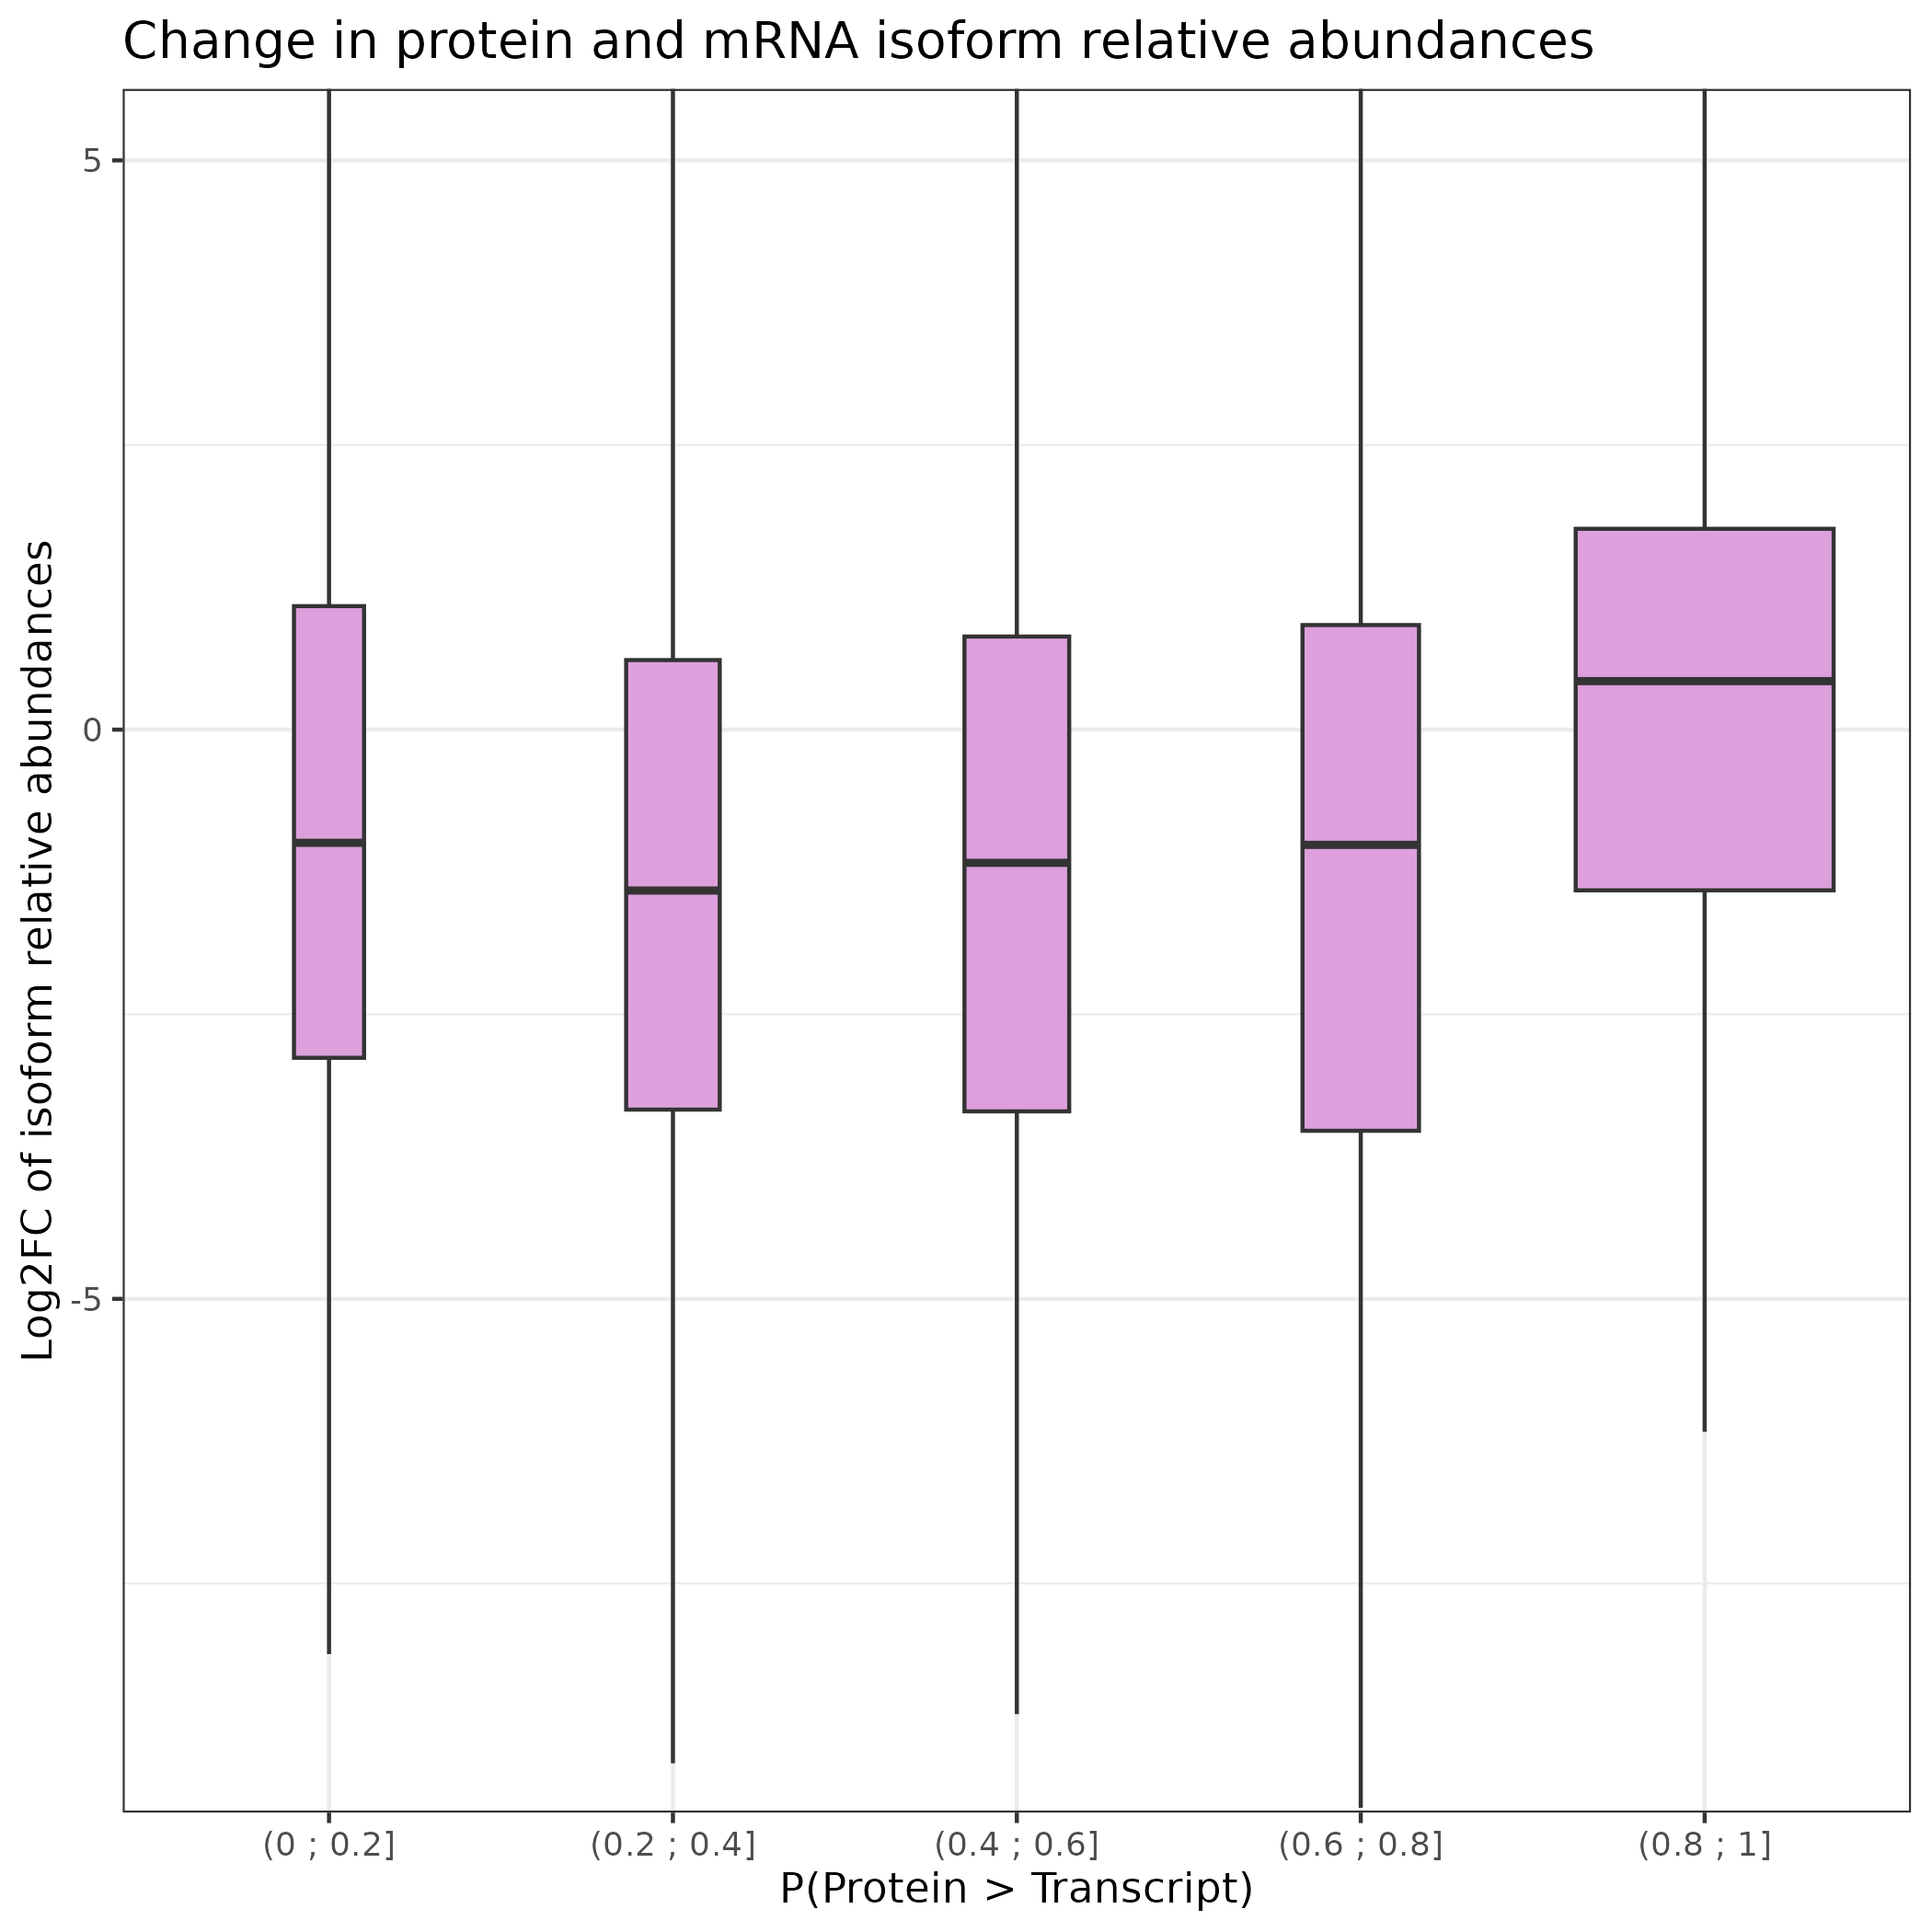 Change in protein and mRNA isoform relative abundances
Log2FC of isoform relative abundances
5
0
-5
(0 ; 0.2]
(0.2 ; 0.4]
(0.4 ; 0.6]
(0.6 ; 0.8]
(0.8 ; 1]
P(Protein > Transcript)